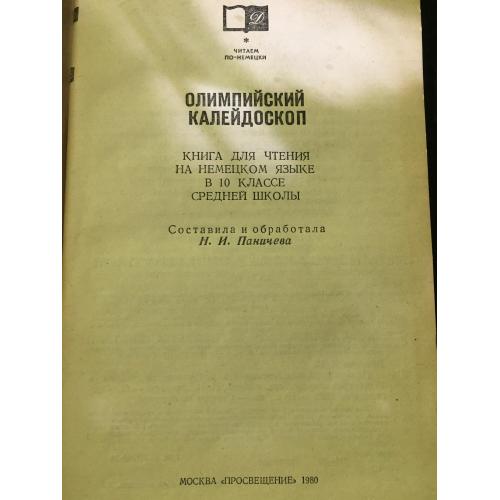 Д
*
ЧИТАЕМ
ПО-НЕМЕЦКИ
ОЛИМПИЙСКИЙ
КАЛЕЙДОСКОП
КНИГА ДЛЯ ЧТЕНИЯ
НА НЕМЕЦКОМ ЯЗЫКЕ
В 10 КЛАССЕ
СРЕДНЕЙ ШКОЛЫ
Составила и обработала
Н. И. Паничева
МОСКВА «ПРОСВЕЩЕНИЕ» 1980